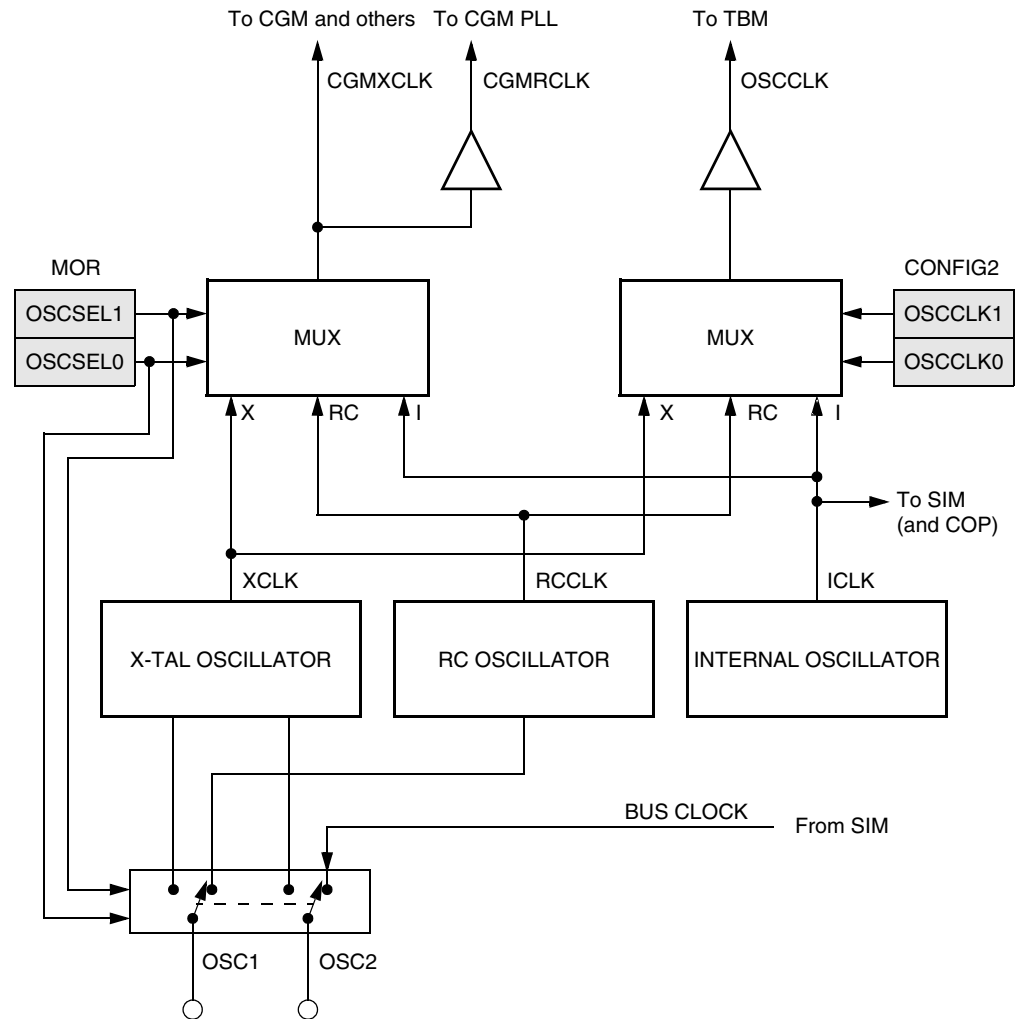 To CGM and others
To CGM PLL
To TBM
CGMXCLK
CGMRCLK
OSCCLK
MOR
CONFIG2
OSCSEL1
OSCSEL0
MUX
MUX
OSCCLK1
OSCCLK0
X
RC
I
X
RC
I
To SIM
(and COP)
XCLK
RCCLK
ICLK
X-TAL OSCILLATOR
RC OSCILLATOR
INTERNAL OSCILLATOR
BUS CLOCK
From SIM
OSC1
OSC2